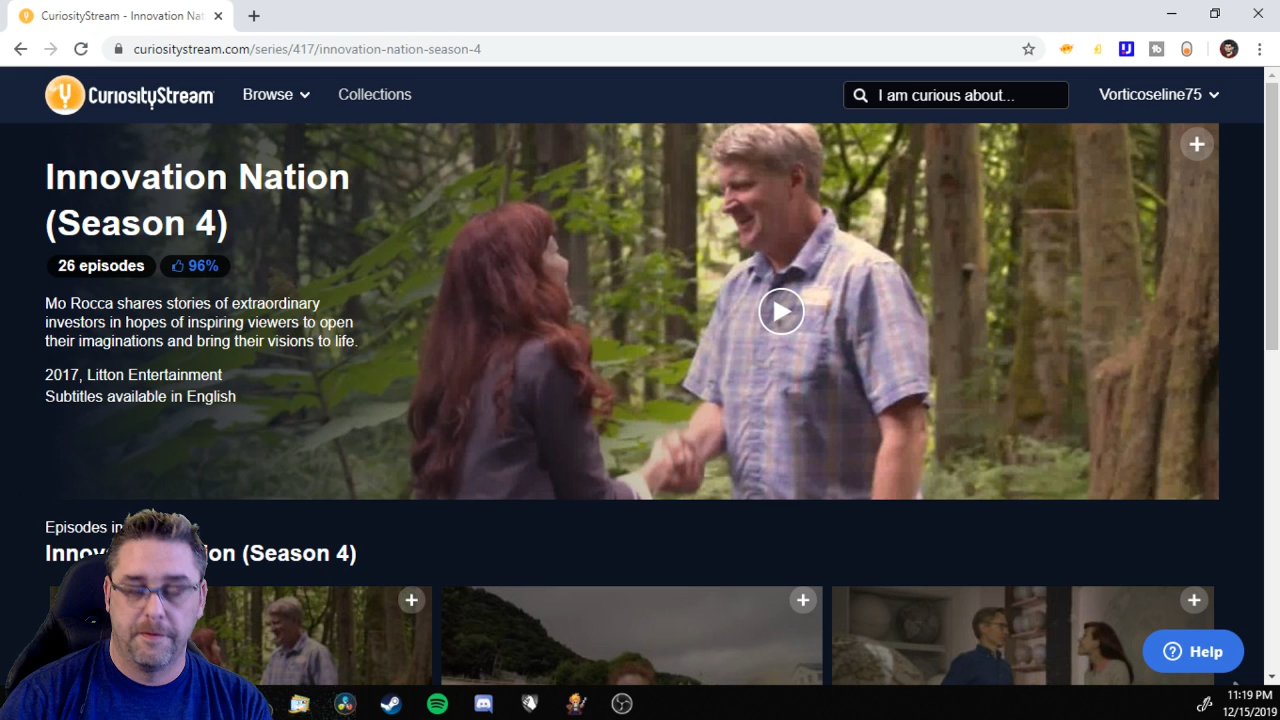 CuriosityStream - Innovation Nat
curiositystream.com/series/417/innovation-nation-season-4
CURIOSITYSTREAM
Browse
Collections
I am curious about...
Vorticoseline75
Innovation Nation
(Season 4)
26 episodes
96%
Mo Rocca shares stories of extraordinary
investors in hopes of inspiring viewers to open
their imaginations and bring their visions to life.
2017, Litton Entertainment
Subtitles available in English
Episodes in
Innov ion (Season 4)
Help
11:19 PM
12/15/2019